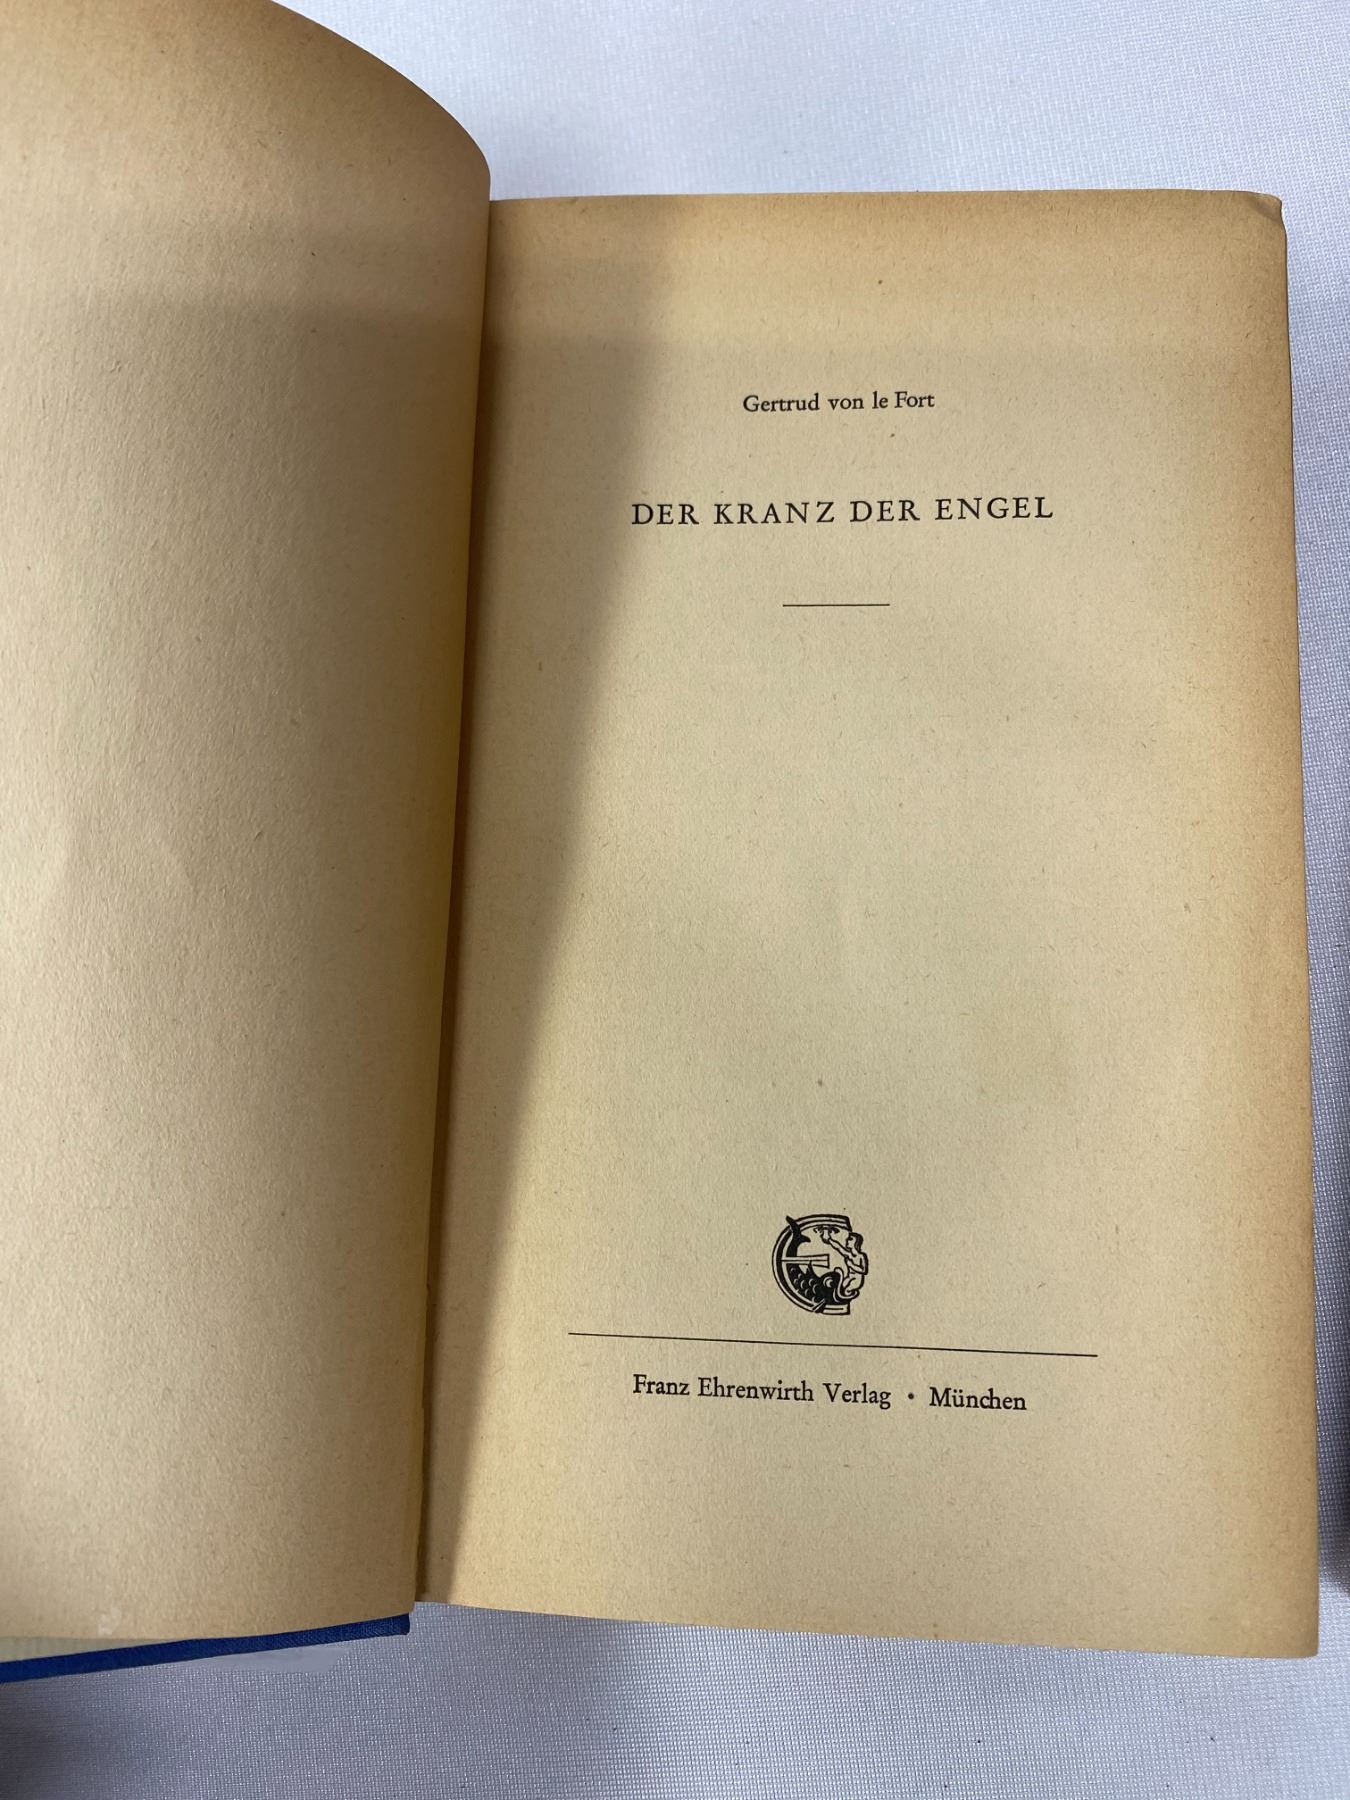 Gertrud von le Fort
DER KRANZ DER ENGEL
Franz Ehrenwirth Verlag • München